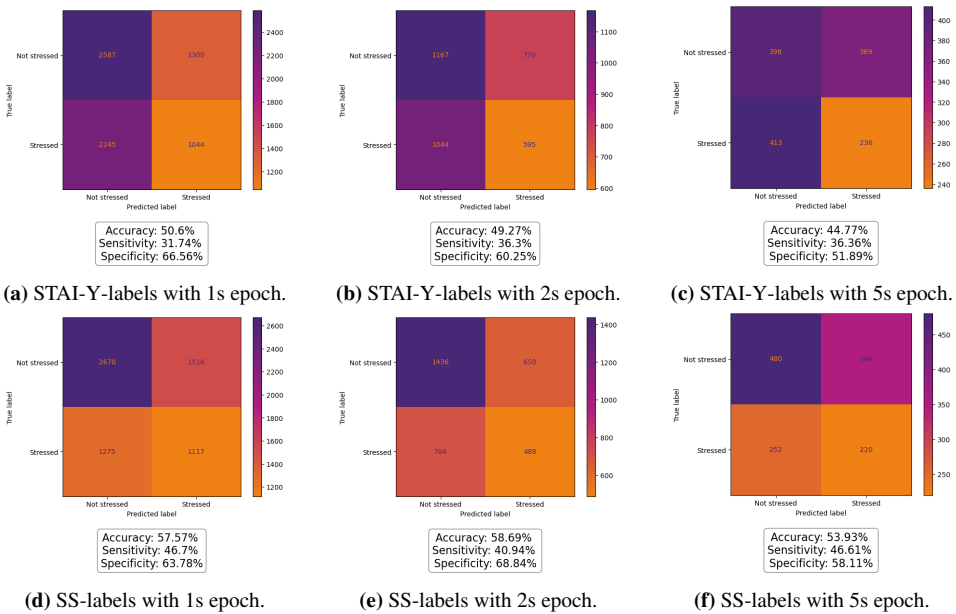 Not stressed
Stressed
True label
2587
1300
2245
1044
Not stressed
Stressed
Predicted label
2400
2200
2000
1800
1600
1400
1200
Accuracy: 50.6%
Sensitivity: 31.74%
Specificity: 66.56%
(a) STAI-Y-labels with 1s epoch.
Not stressed
Stressed
True label
1167
770
1044
595
Not stressed
Stressed
Predicted label
1100
1000
900
800
700
600
Accuracy: 49.27%
Sensitivity: 36.3%
Specificity: 60.25%
(b) STAI-Y-labels with 2s epoch.
Not stressed
Stressed
True label
398
369
413
236
Not stressed
Stressed
Predicted label
400
380
360
340
320
300
280
260
240
Accuracy: 44.77%
Sensitivity: 36.36%
Specificity: 51.89%
(c) STAI-Y-labels with 5s epoch.
Not stressed
Stressed
True label
2670
1516
1275
1117
Not stressed
Stressed
Predicted label
2600
2400
2200
2000
1800
1600
1400
1200
Accuracy: 57.57%
Sensitivity: 46.7%
Specificity: 63.78%
(d) SS-labels with 1s epoch.
Not stressed
Stressed
True label
1436
650
704
488
Not stressed
Stressed
Predicted label
1400
1200
1000
800
600
Accuracy: 58.69%
Sensitivity: 40.94%
Specificity: 68.84%
(e) SS-labels with 2s epoch.
Not stressed
Stressed
True label
480
346
252
220
Not stressed
Stressed
Predicted label
450
400
350
300
250
Accuracy: 53.93%
Sensitivity: 46.61%
Specificity: 58.11%
(f) SS-labels with 5s epoch.